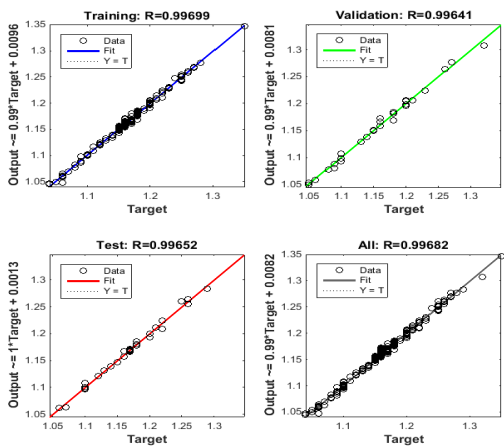 Training: R=0.99699
Output ~= 0.99*Target + 0.0096
1.35
1.3
1.25
1.2
1.15
1.1
1.05
Data
Fit
Y = T
1.1 1.2 1.3
Target
Validation: R=0.99641
Output ~= 0.99*Target + 0.0081
1.3
1.25
1.2
1.15
1.1
1.05
Data
Fit
Y = T
1.05 1.1 1.15 1.2 1.25 1.3
Target
Test: R=0.99652
Output ~= 1*Target + 0.0013
1.3
1.25
1.2
1.15
1.1
1.05
Data
Fit
Y = T
1.05 1.1 1.15 1.2 1.25 1.3
Target
All: R=0.99682
Output ~= 0.99*Target + 0.0082
1.35
1.3
1.25
1.2
1.15
1.1
1.05
Data
Fit
Y = T
1.1 1.2 1.3
Target